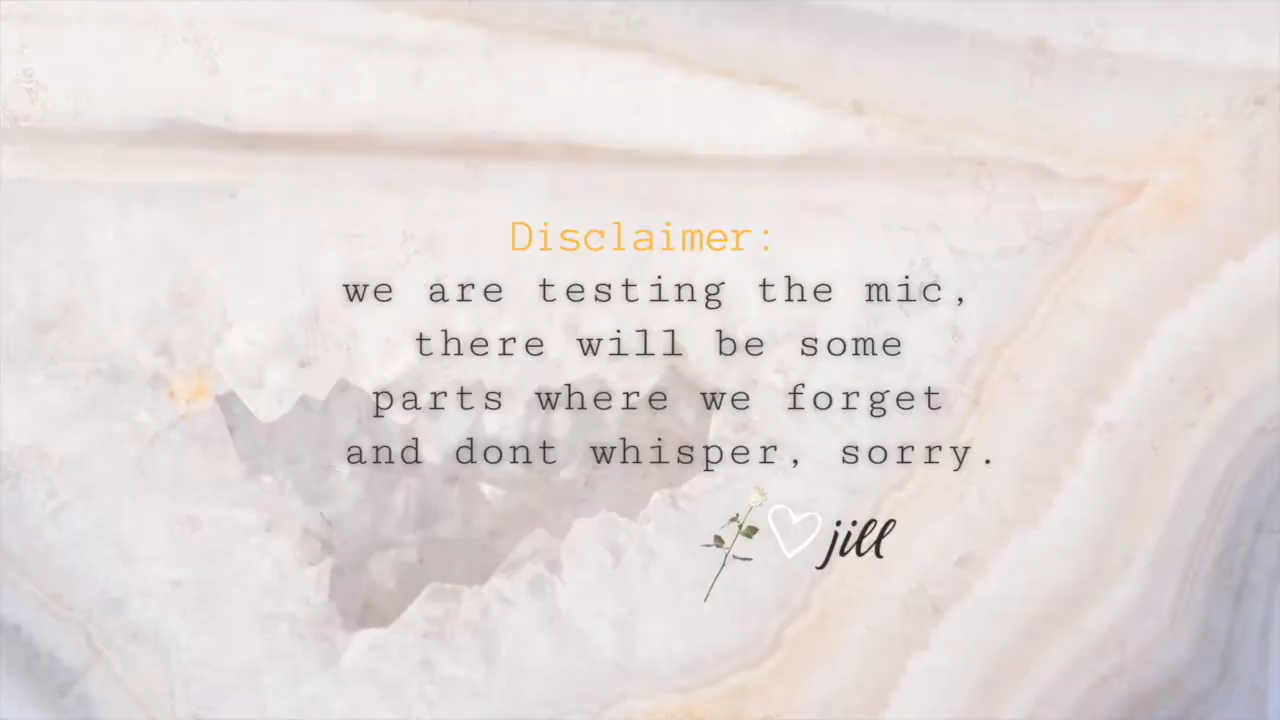 Disclaimer:
we are testing the mic,
there will be some
parts where we forget
and dont whisper, sorry.
jill